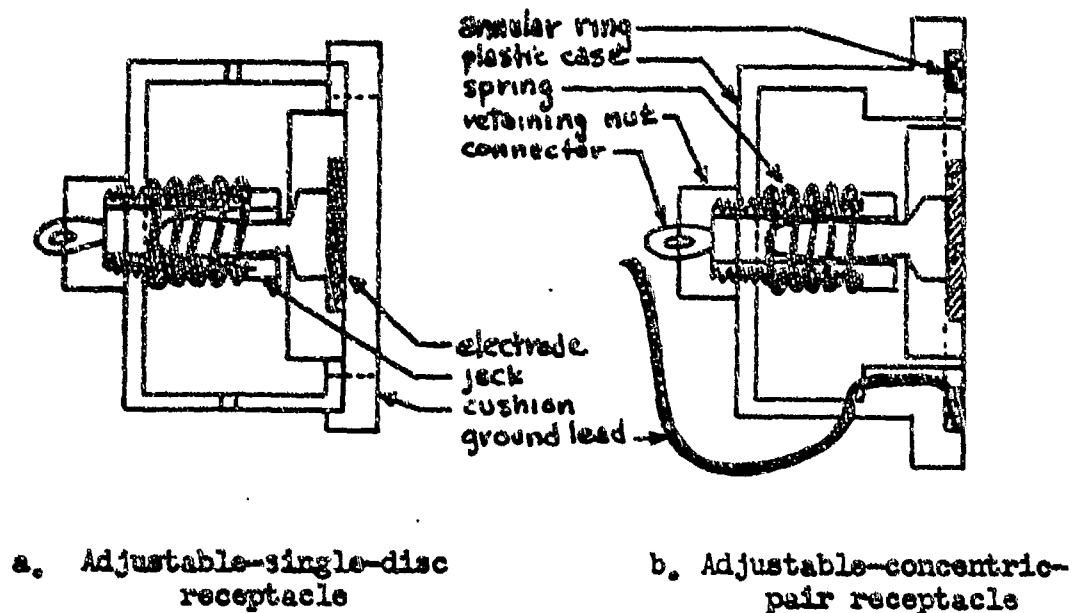 annular ring
plastic case
spring
retaining nut
connector
electrode
jack
cushion
ground lead
a. Adjustable-single-disc
receptacle
b. Adjustable-concentric-
pair receptacle